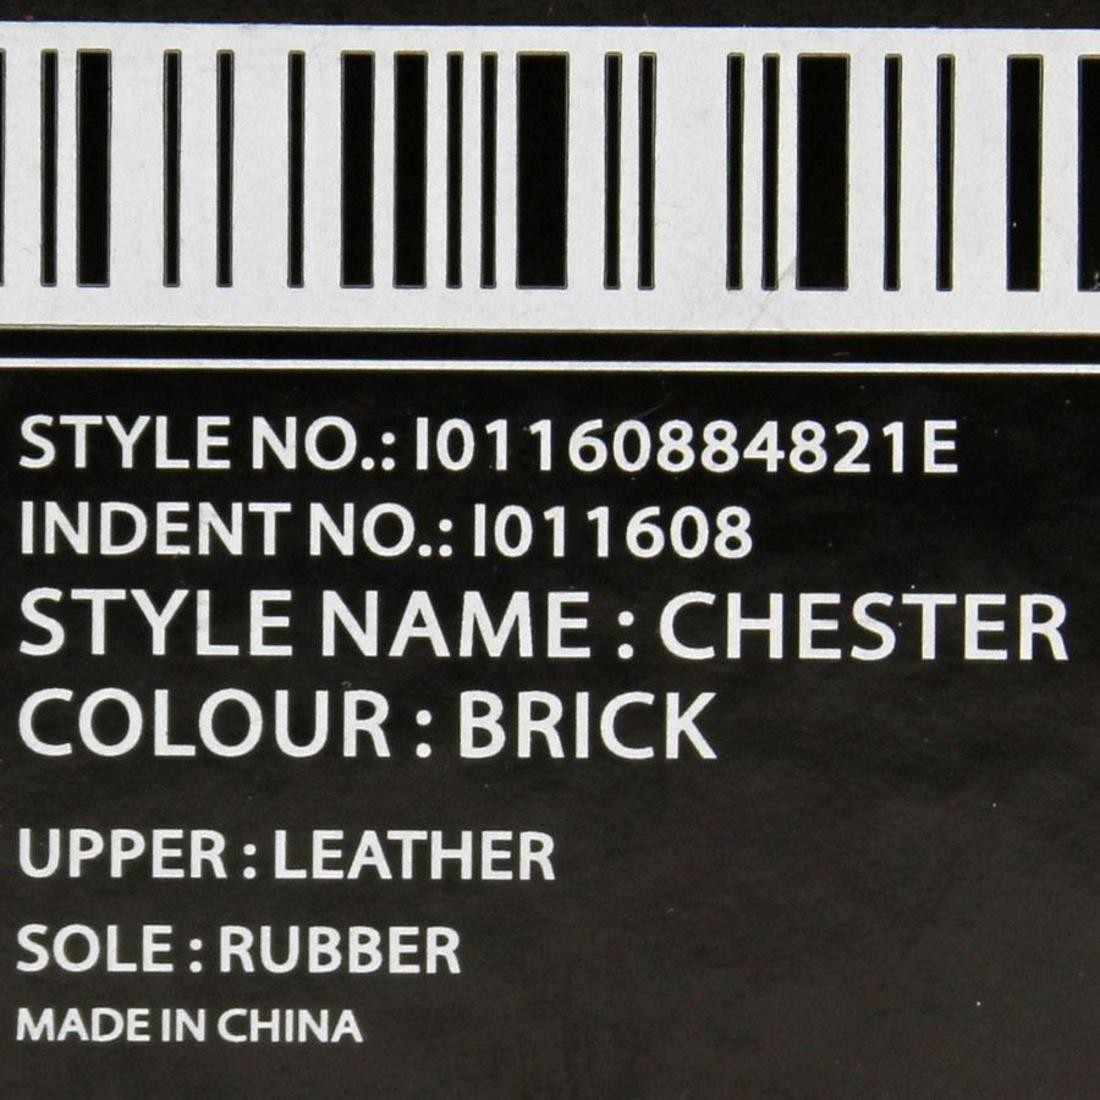 STYLE NO.: I01160884821E
INDENT NO.: I011608
STYLE NAME : CHESTER
COLOUR : BRICK
UPPER : LEATHER
SOLE : RUBBER
MADE IN CHINA